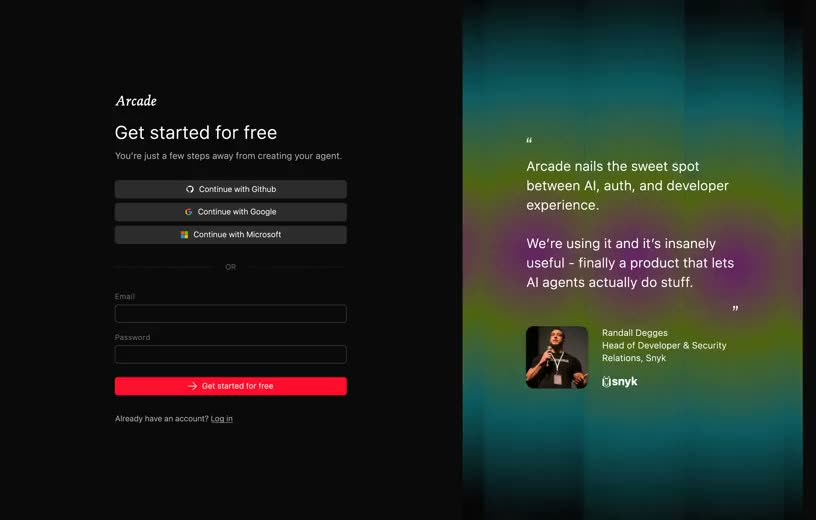 Arcade
Get started for free
You're just a few steps away from creating your agent.
Continue with Github
Continue with Google
Continue with Microsoft
OR
Email
Password
Get started for free
Already have an account? Log in
“
Arcade nails the sweet spot
between AI, auth, and developer
experience.
We’re using it and it’s insanely
useful - finally a product that lets
AI agents actually do stuff.
”
Randall Degges
Head of Developer & Security
Relations, Snyk
snyk